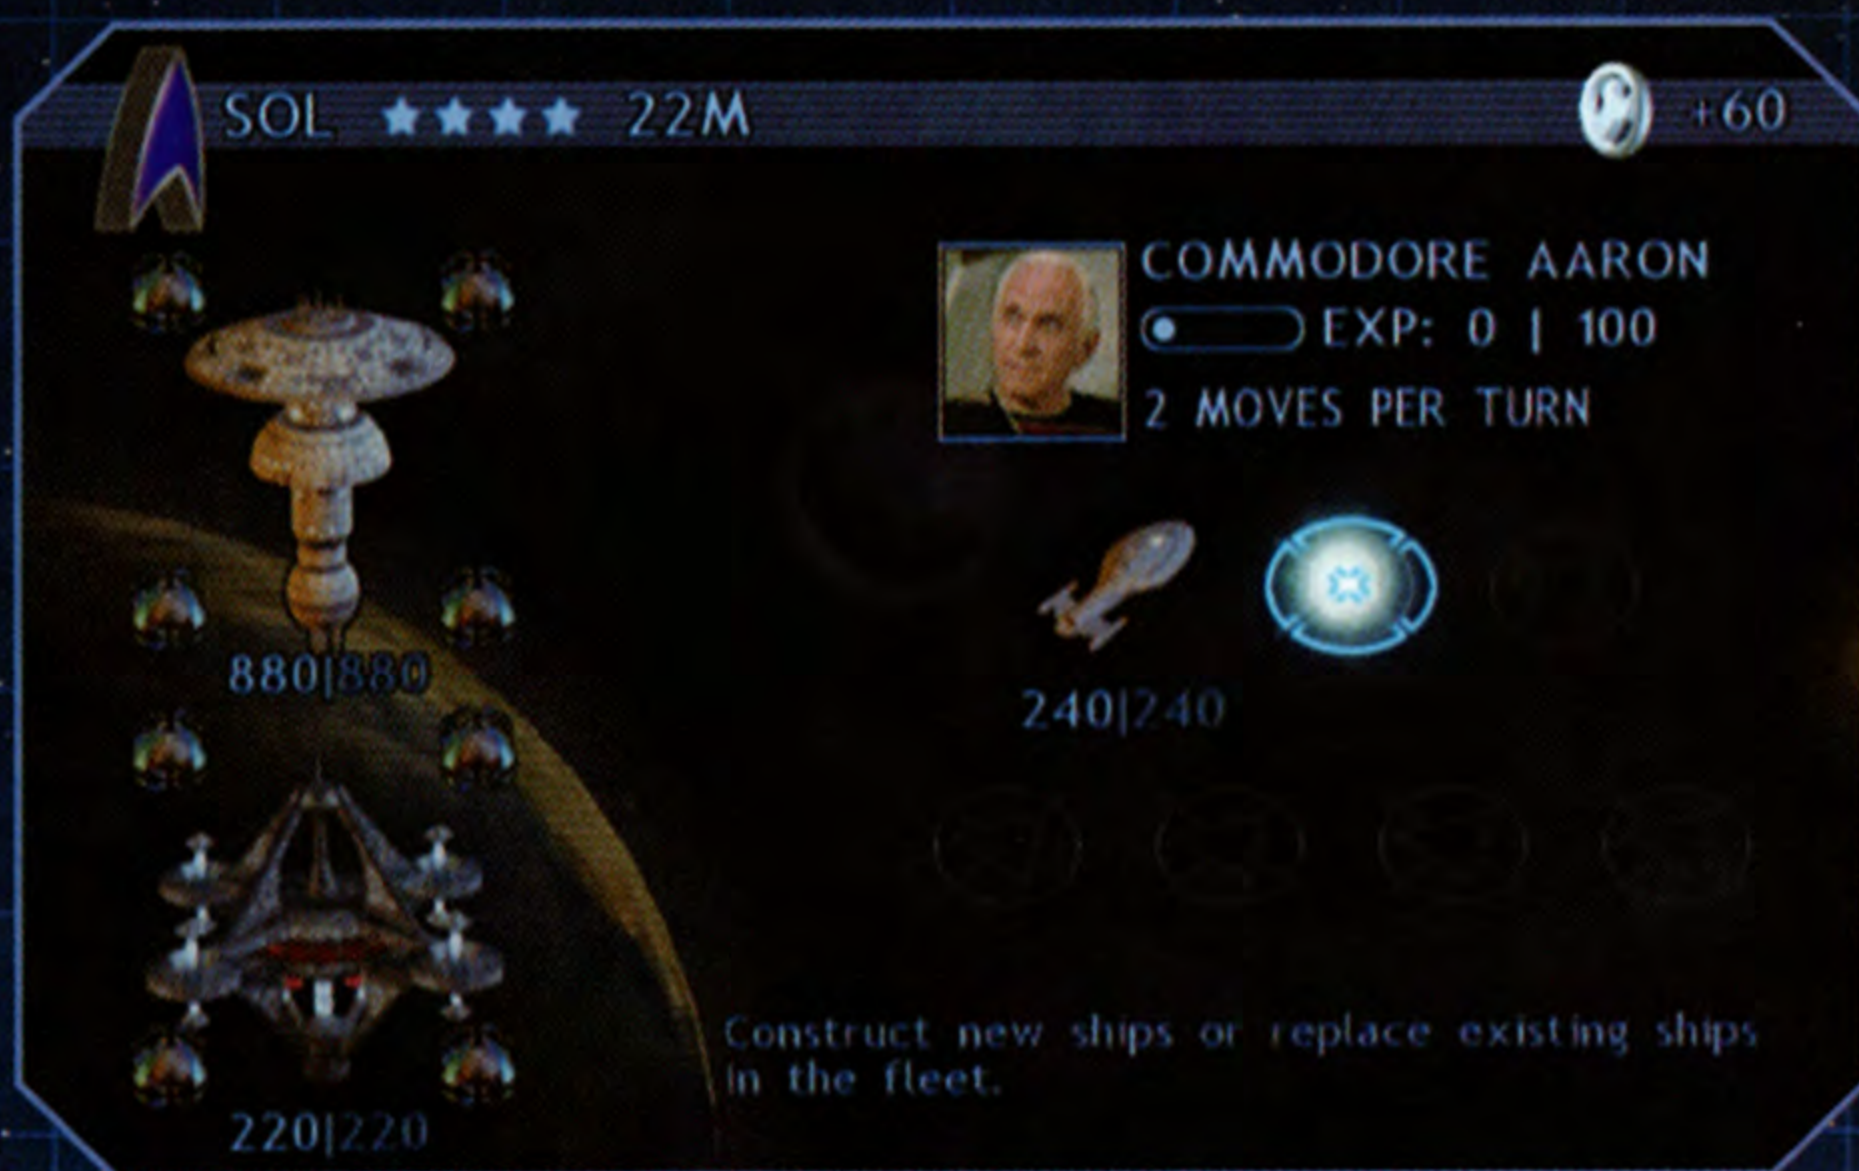 SOL ★★★★ 22M +60
COMMODORE AARON
EXP: 0 | 100
2 MOVES PER TURN
880|880
240|240
Construct new ships or replace existing ships
in the fleet.
220|220